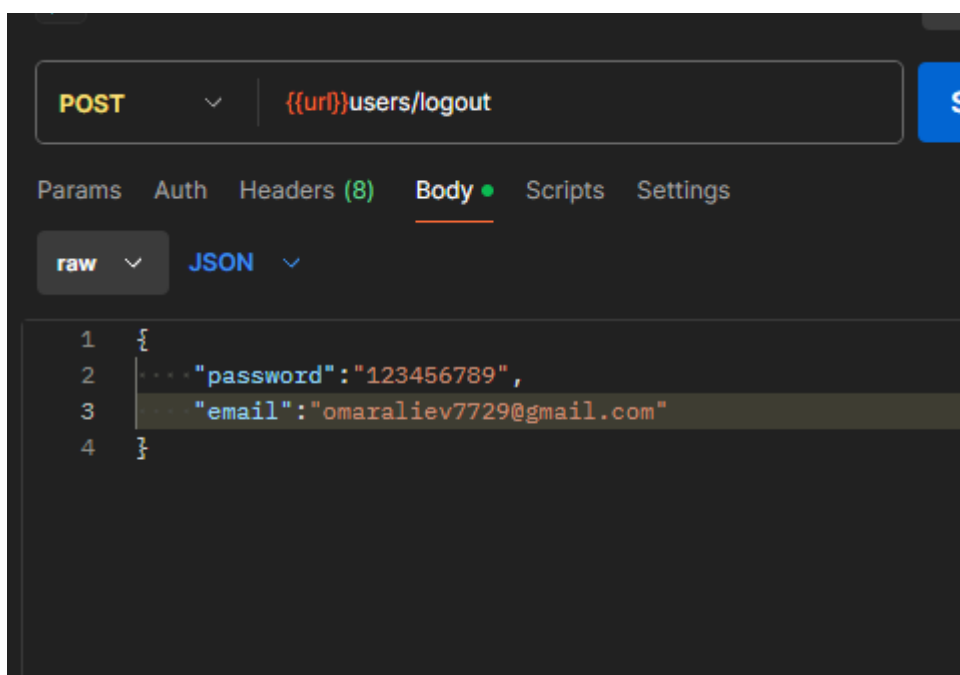 POST {{url}}users/logout S
Params Auth Headers (8) Body Scripts Settings
raw JSON
1 {
2 "password":"123456789",
3 "email":"omaraliev7729@gmail.com"
4 }